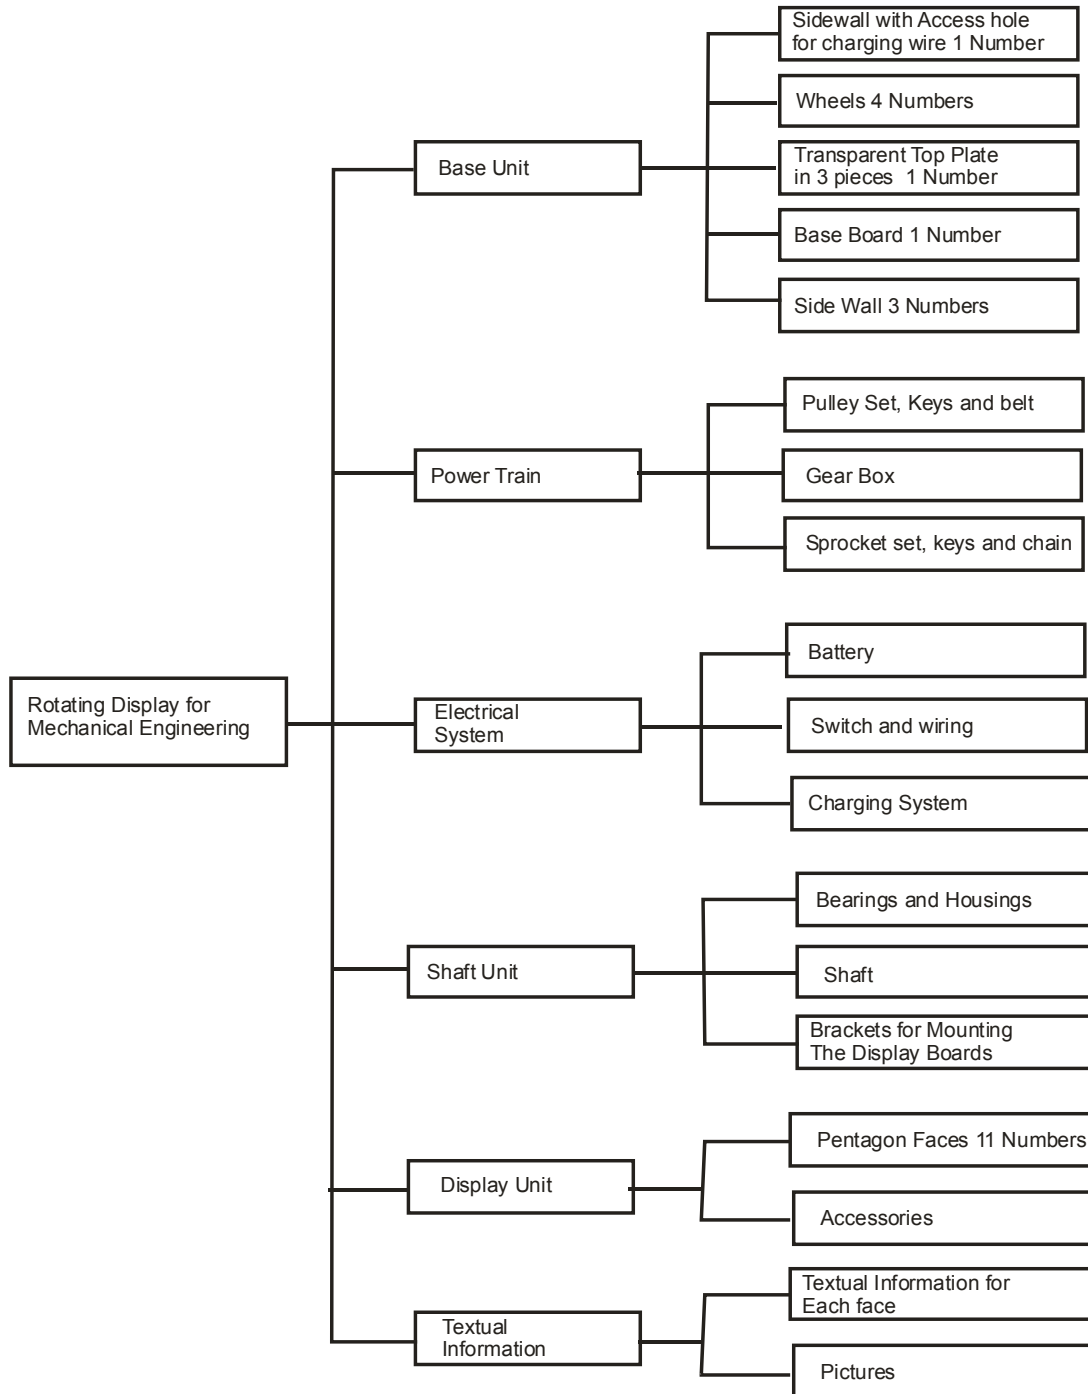 Rotating Display for
Mechanical Engineering
Base Unit
Sidewall with Access hole
for charging wire 1 Number
Wheels 4 Numbers
Transparent Top Plate
in 3 pieces 1 Number
Base Board 1 Number
Side Wall 3 Numbers
Power Train
Pulley Set, Keys and belt
Gear Box
Sprocket set, keys and chain
Electrical
System
Battery
Switch and wiring
Charging System
Shaft Unit
Bearings and Housings
Shaft
Brackets for Mounting
The Display Boards
Display Unit
Pentagon Faces 11 Numbers
Accessories
Textual
Information
Textual Information for
Each face
Pictures